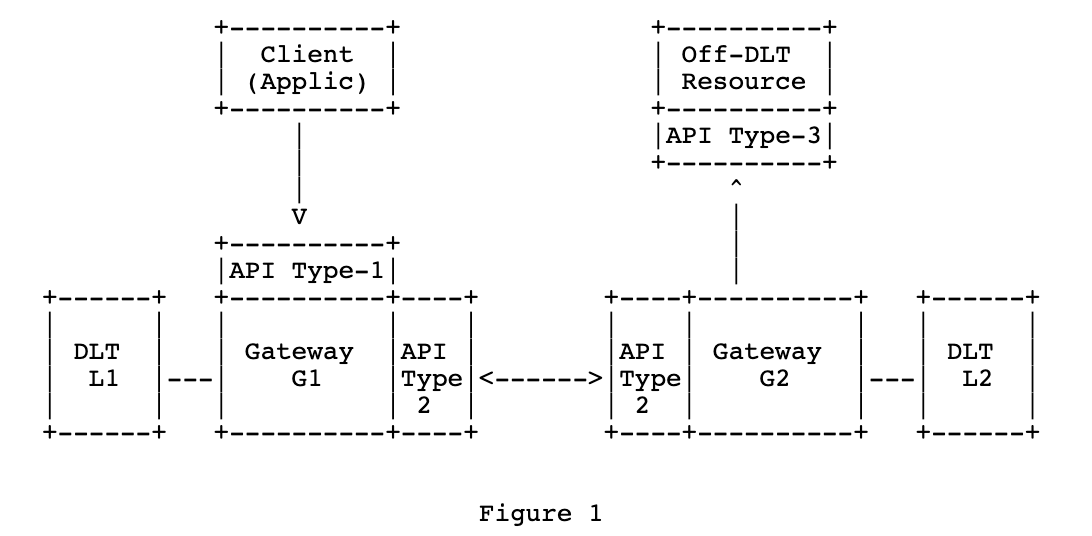 Client
(Applic)
Off-DLT
Resource
API Type-3
API Type-1
DLT
L1
Gateway
G1
API
Type
2
API
Type
2
Gateway
G2
DLT
L2
Figure 1